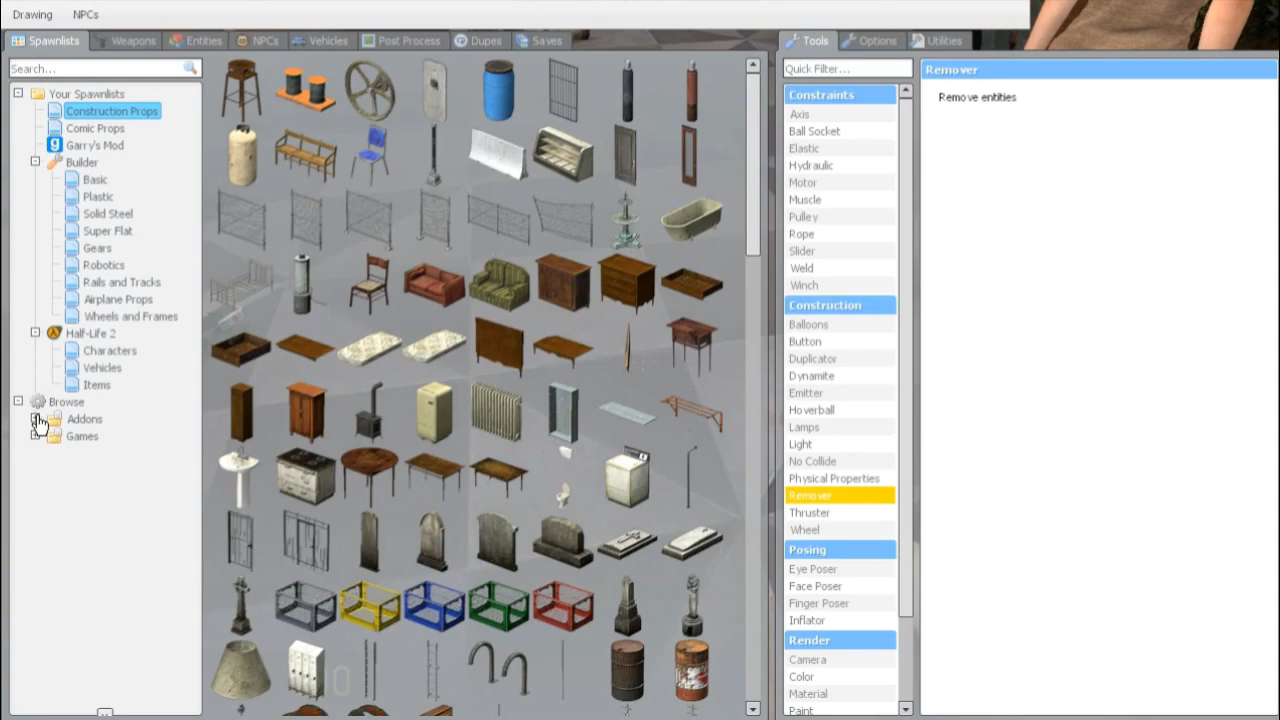 Drawing NPCs
Spawnlists Weapons Entities NPCs Vehicles Post Process Dupes Saves
Tools Options Utilities
Search...
Your Spawnlists
Construction Props
Comic Props
Garry's Mod
Builder
Basic
Plastic
Solid Steel
Super Flat
Gears
Robotics
Rails and Tracks
Airplane Props
Wheels and Frames
Half-Life 2
Characters
Vehicles
Items
Browse
Addons
Games
Quick Filter...
Constraints
Axis
Ball Socket
Elastic
Hydraulic
Motor
Muscle
Pulley
Rope
Slider
Weld
Winch
Construction
Balloons
Button
Duplicator
Dynamite
Emitter
Hoverball
Lamps
Light
No Collide
Physical Properties
Remover
Thruster
Wheel
Posing
Eye Poser
Face Poser
Finger Poser
Inflator
Render
Camera
Color
Material
Paint
Remover
Remove entities